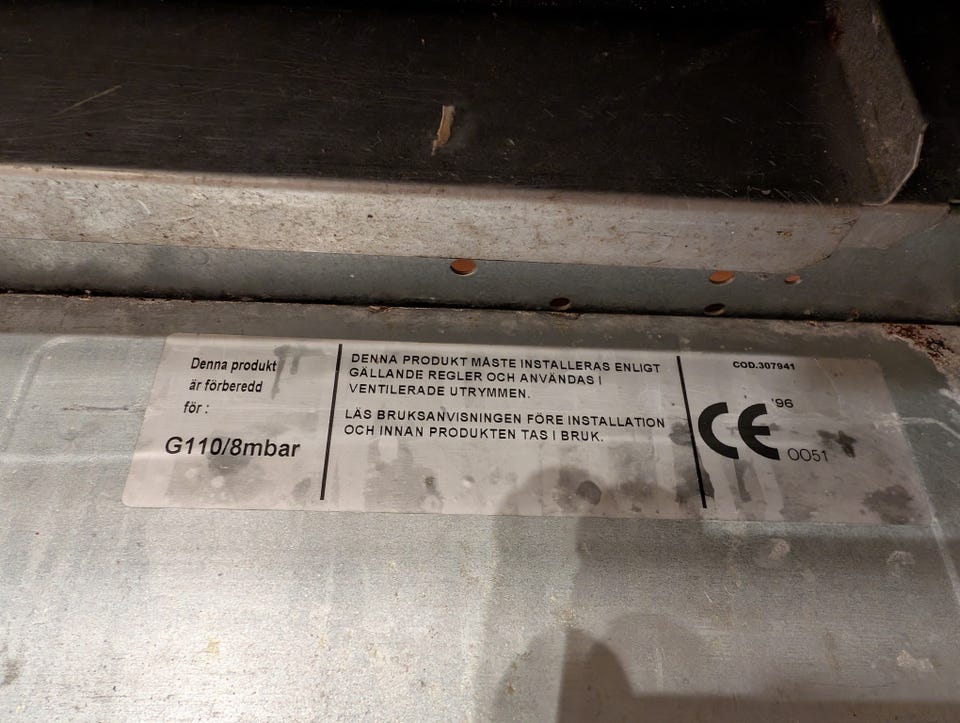 Denna produkt
är förberedd
för :
G110/8mbar
DENNA PRODUKT MÅSTE INSTALLERAS ENLIGT
GÄLLANDE REGLER OCH ANVÄNDAS I
VENTILERADE UTRYMMEN.
LÄS BRUKSANVISNINGEN FÖRE INSTALLATION
OCH INNAN PRODUKTEN TAS I BRUK.
COD.307941
'96
CE
0051